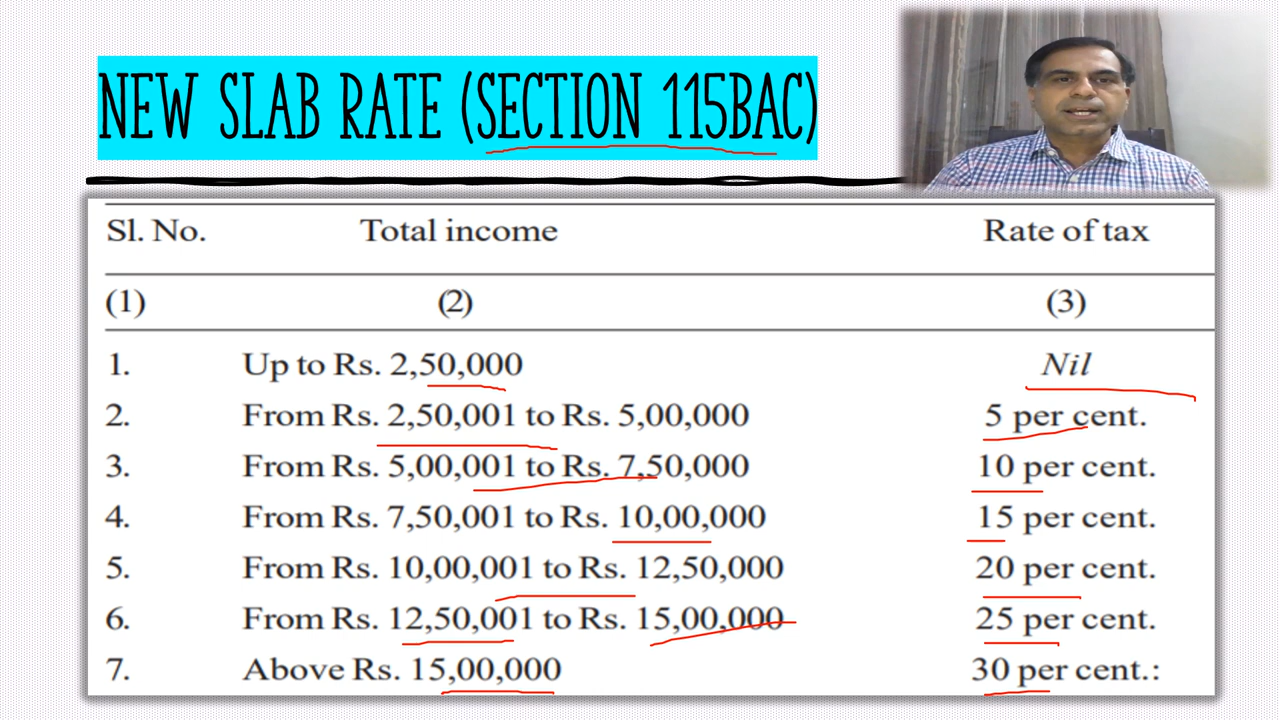 NEW SLAB RATE (SECTION 115BAC)
Sl. No. Total income Rate of tax
(1) (2) (3)
1. Up to Rs. 2,50,000 Nil
2. From Rs. 2,50,001 to Rs. 5,00,000 5 per cent.
3. From Rs. 5,00,001 to Rs. 7,50,000 10 per cent.
4. From Rs. 7,50,001 to Rs. 10,00,000 15 per cent.
5. From Rs. 10,00,001 to Rs. 12,50,000 20 per cent.
6. From Rs. 12,50,001 to Rs. 15,00,000 25 per cent.
7. Above Rs. 15,00,000 30 per cent.: